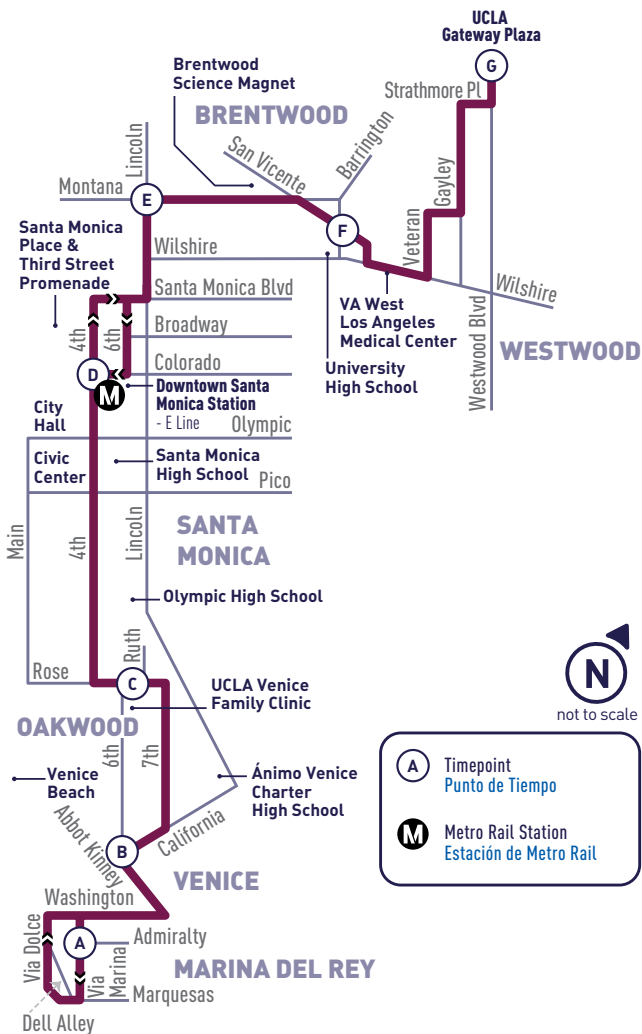 UCLA
Gateway Plaza
G
Strathmore Pl
Brentwood
Science Magnet
BRENTWOOD
San Vicente
Barrington
Lincoln
Gayley
Montana
E
F
Veteran
Santa Monica
Place &
Third Street
Promenade
Wilshire
Wilshire
Santa Monica Blvd
VA West
Los Angeles
Medical Center
4th
6th
Broadway
Westwood Blvd
WESTWOOD
Colorado
University
High School
D
M
Downtown Santa
Monica Station
- E Line
City
Hall
Olympic
Civic
Center
Santa Monica
High School
Pico
Main
4th
Lincoln
SANTA
MONICA
Olympic High School
Ruth
Rose
C
UCLA Venice
Family Clinic
OAKWOOD
6th
7th
N
not to scale
Venice
Beach
Ánimo Venice
Charter
High School
A
Timepoint
Punto de Tiempo
M
Metro Rail Station
Estación de Metro Rail
Abbot Kinney
California
B
VENICE
Washington
Via Dolce
A
Admiralty
Via
Marina
MARINA DEL REY
Marquesas
Dell Alley